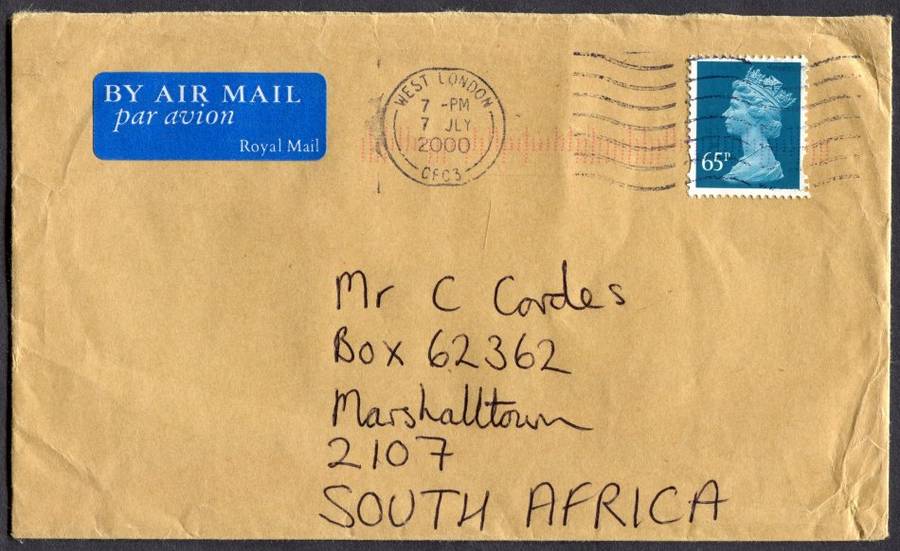 BY AIR MAIL
par avion
Royal Mail
WEST LONDON
7 -PM
7 JLY
2000
OFC3
65P
Mr C Cordes
Box 62362
Marshalltown
2107
SOUTH AFRICA